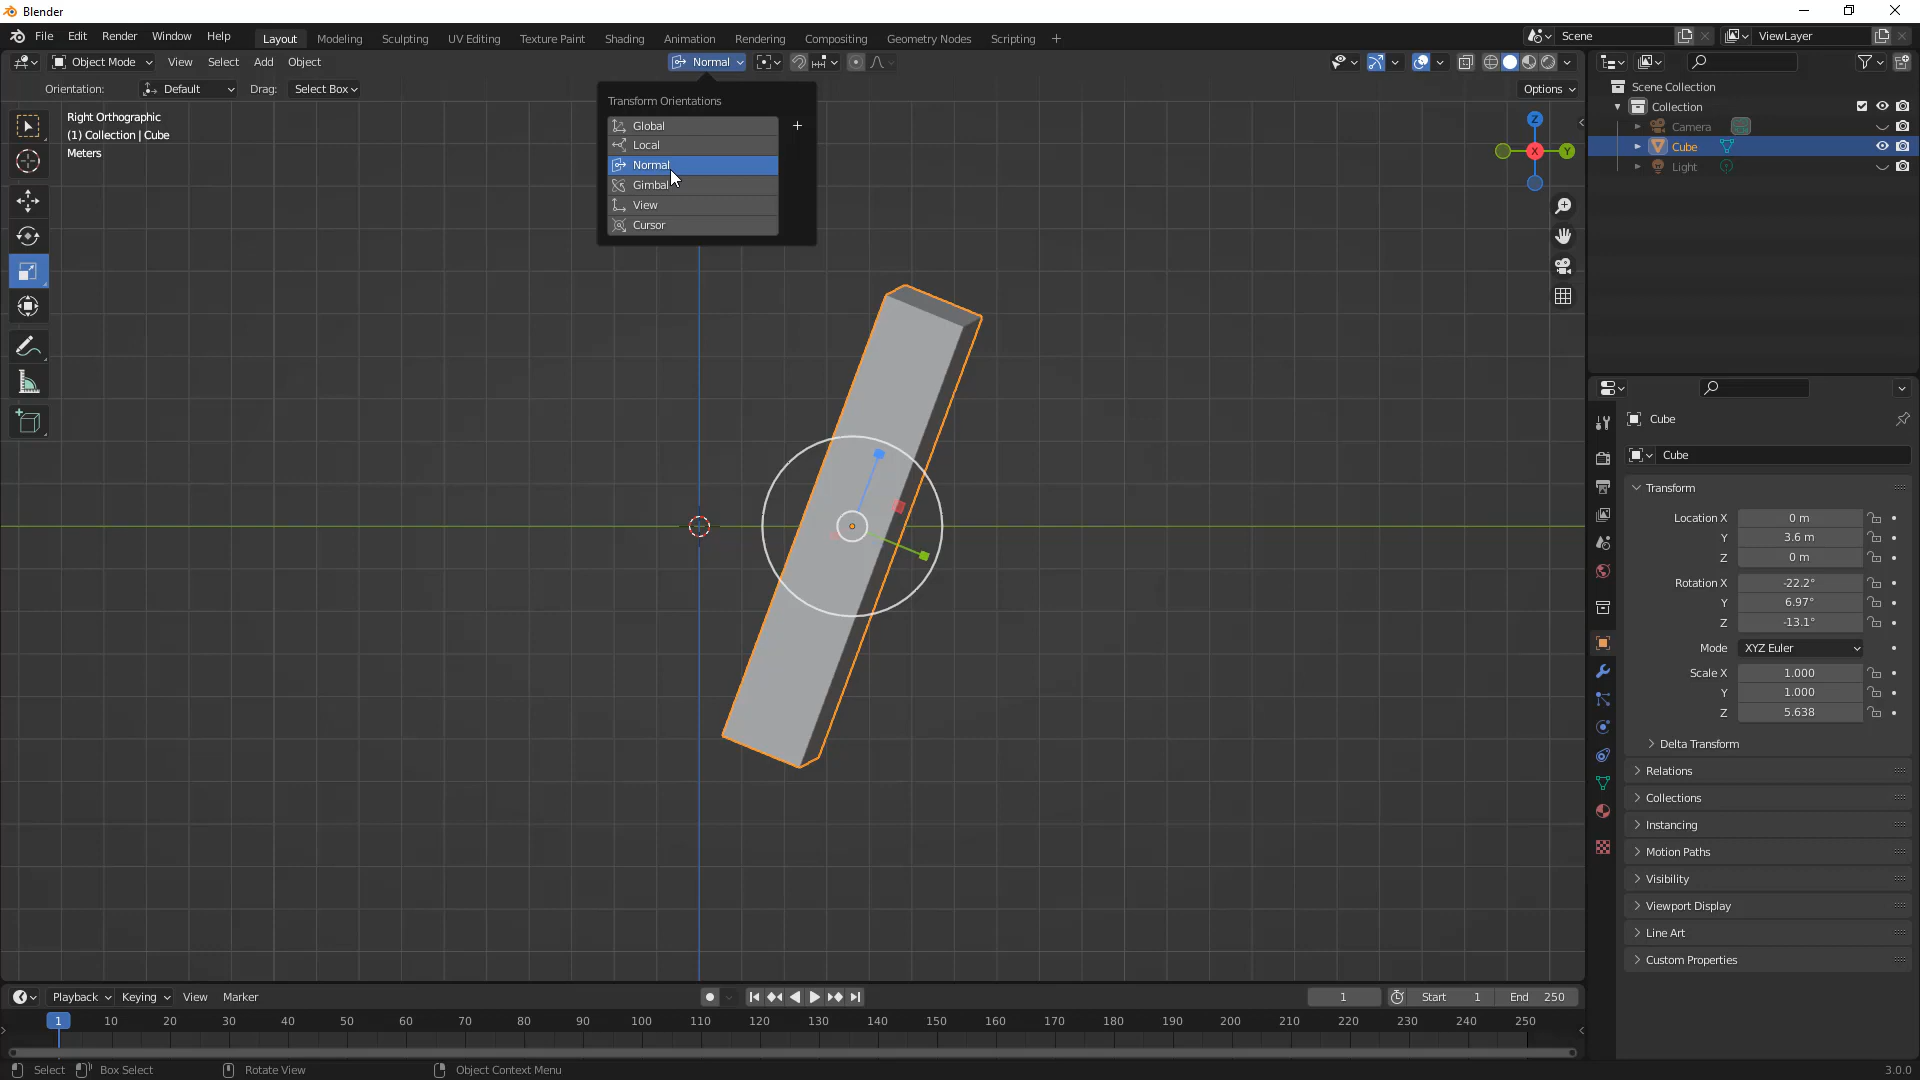 Blender
File Edit Render Window Help
Layout Modeling Sculpting UV Editing Texture Paint Shading Animation Rendering Compositing Geometry Nodes Scripting +
Scene
ViewLayer
Object Mode View Select Add Object
Normal
Orientation: Default Drag: Select Box
Options
Right Orthographic
(1) Collection | Cube
Meters
Transform Orientations
Global
Local
Normal
Gimbal
View
Cursor
Z
X
Y
Scene Collection
Collection
Camera
Cube
Light
Cube
Cube
Transform
Location X 0 m
Y 3.6 m
Z 0 m
Rotation X -22.2°
Y 6.97°
Z -13.1°
Mode XYZ Euler
Scale X 1.000
Y 1.000
Z 5.638
Delta Transform
Relations
Collections
Instancing
Motion Paths
Visibility
Viewport Display
Line Art
Custom Properties
Playback Keying View Marker
1
Start 1
End 250
1 10 20 30 40 50 60 70 80 90 100 110 120 130 140 150 160 170 180 190 200 210 220 230 240 250
Select Box Select Rotate View Object Context Menu
3.0.0